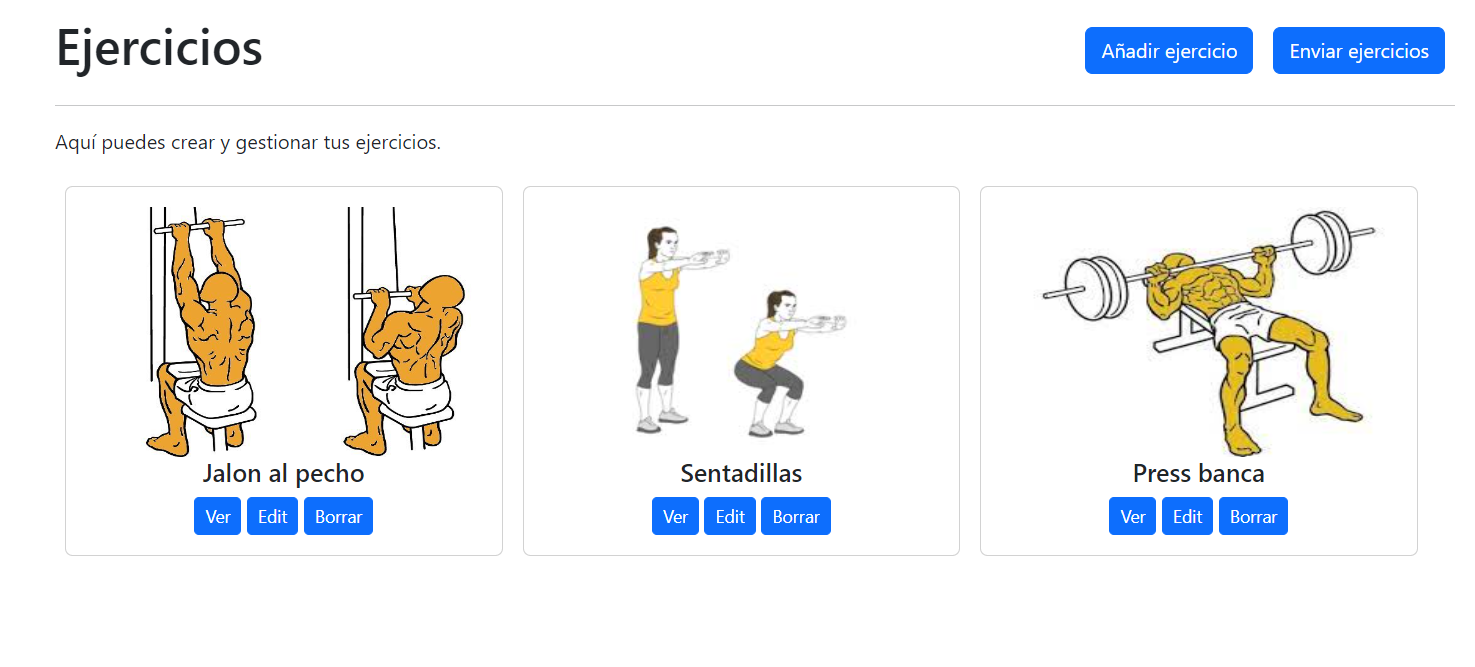 Ejercicios
Añadir ejercicio
Enviar ejercicios
Aquí puedes crear y gestionar tus ejercicios.
Jalon al pecho
Ver Edit Borrar
Sentadillas
Ver Edit Borrar
Press banca
Ver Edit Borrar